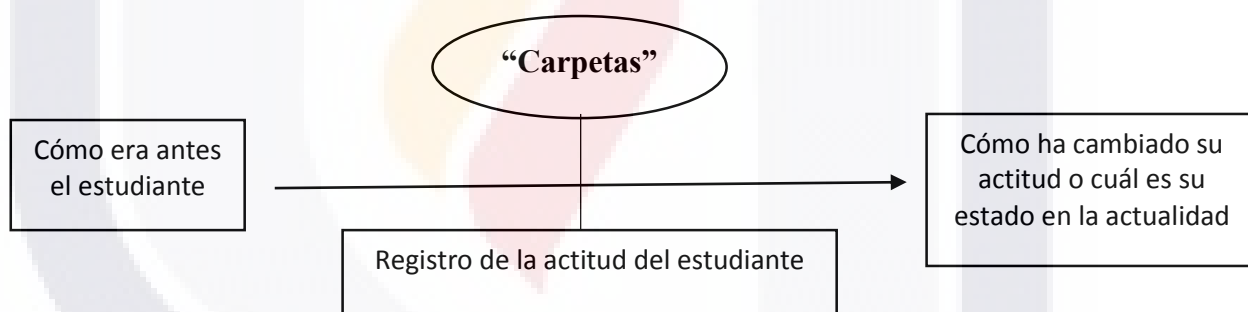 “Carpetas”
Cómo era antes
el estudiante
Cómo ha cambiado su
actitud o cuál es su
estado en la actualidad
Registro de la actitud del estudiante